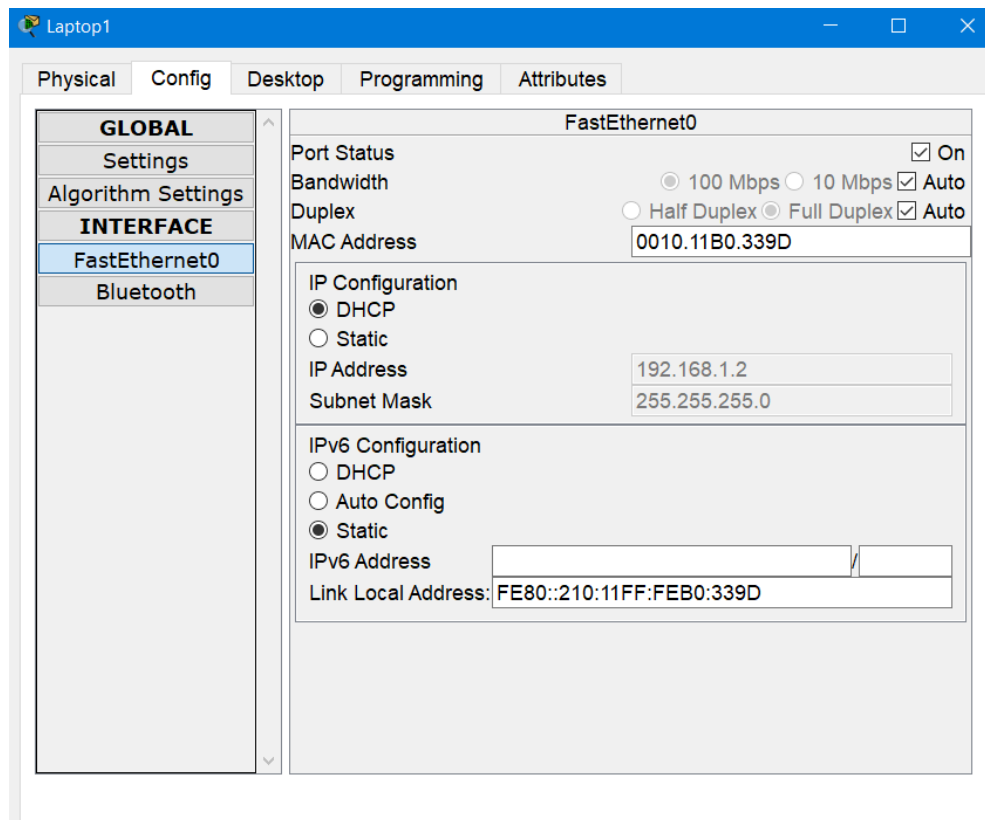 Laptop1
Physical Config Desktop Programming Attributes
GLOBAL
Settings
Algorithm Settings
INTERFACE
FastEthernet0
Bluetooth
FastEthernet0
Port Status On
Bandwidth 100 Mbps 10 Mbps Auto
Duplex Half Duplex Full Duplex Auto
MAC Address 0010.11B0.339D
IP Configuration
DHCP
Static
IP Address 192.168.1.2
Subnet Mask 255.255.255.0
IPv6 Configuration
DHCP
Auto Config
Static
IPv6 Address /
Link Local Address: FE80::210:11FF:FEB0:339D